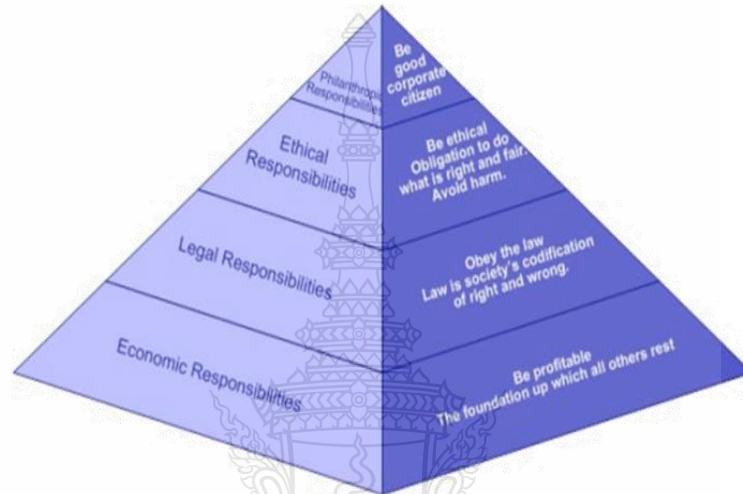 Philanthropic
Responsibilities
Be
good
corporate
citizen
Ethical
Responsibilities
Be ethical
Obligation to do
what is right and fair.
Avoid harm.
Legal Responsibilities
Obey the law
Law is society's codification
of right and wrong.
Economic Responsibilities
Be profitable
The foundation up which all others rest